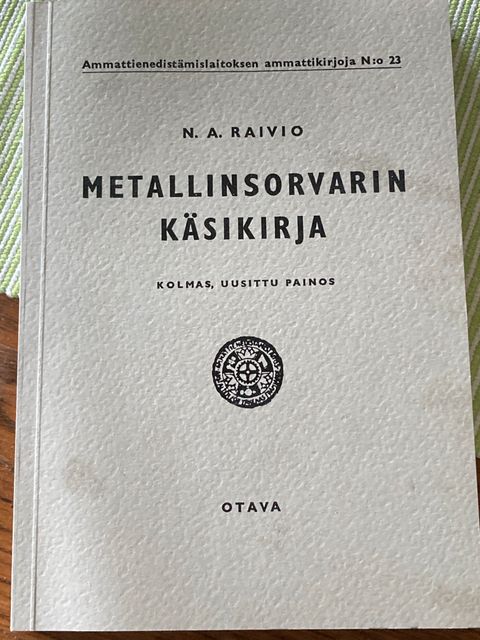 Ammattienedistämislaitoksen ammattikirjoja N:o 23
N. A. RAIVIO
METALLINSORVARIN
KÄSIKIRJA
KOLMAS, UUSITTU PAINOS
OTAVA